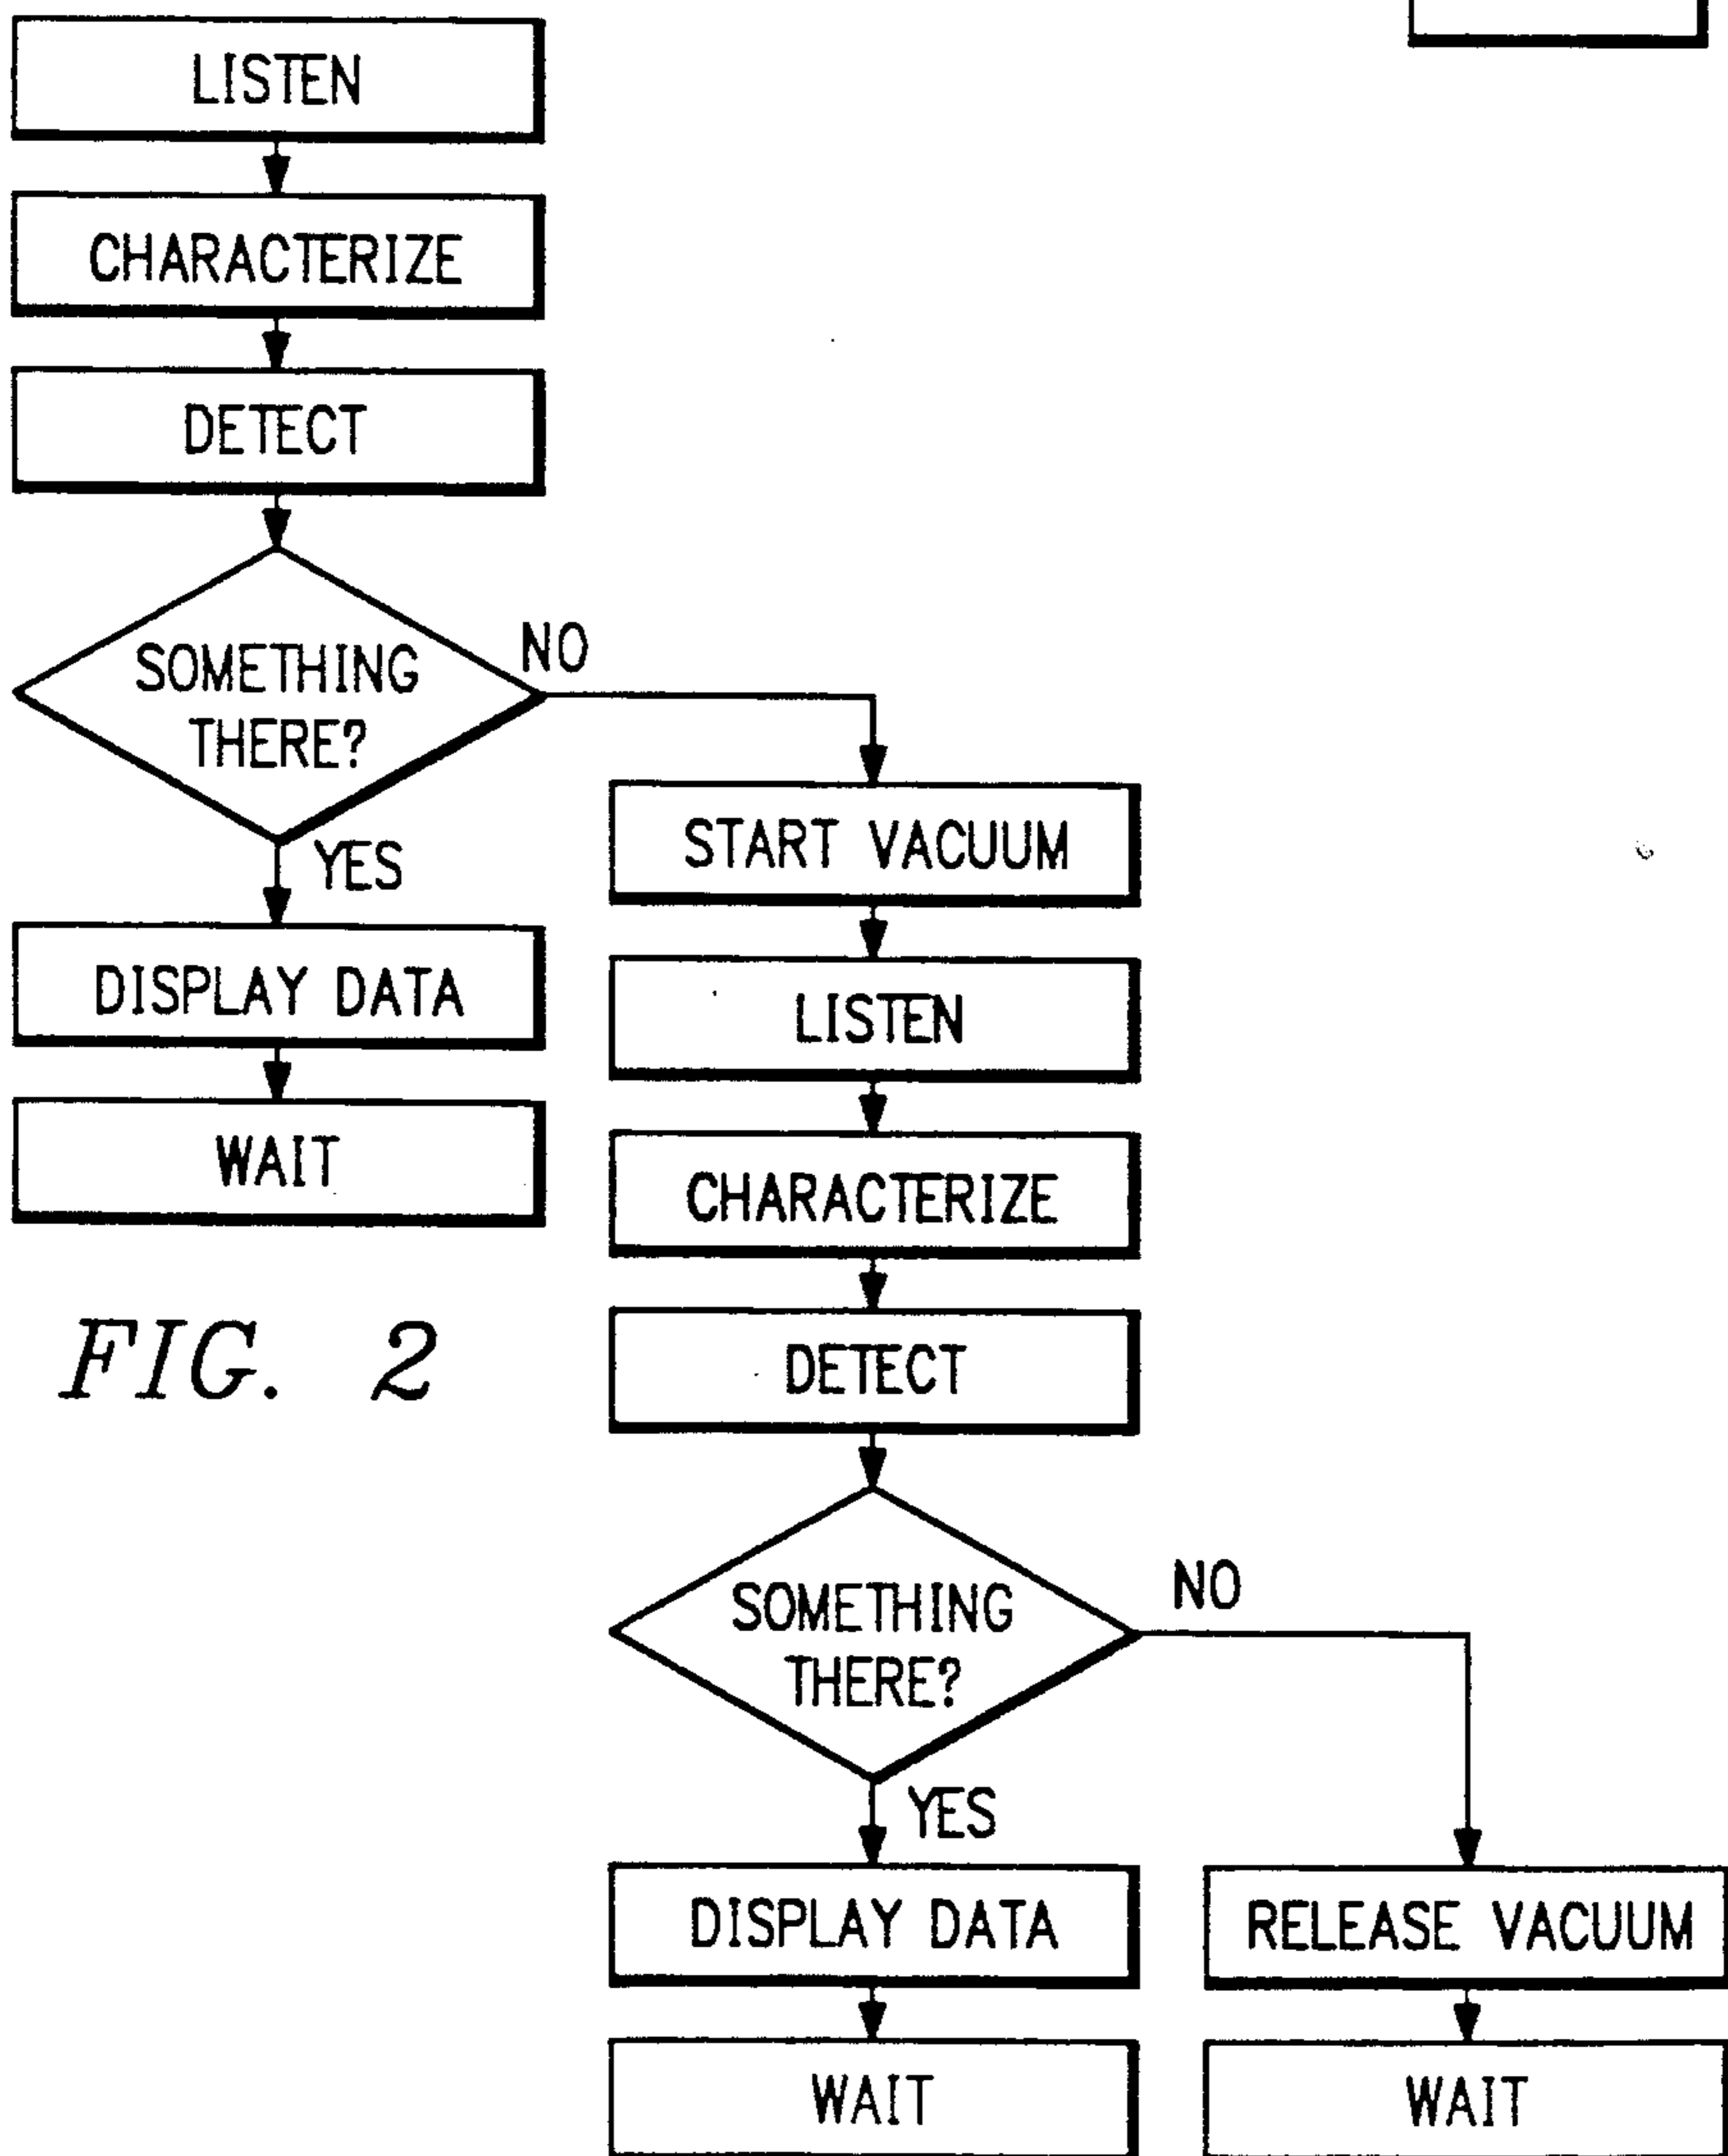 LISTEN
CHARACTERIZE
DETECT
SOMETHING
THERE?
NO
YES
DISPLAY DATA
WAIT
FIG. 2
START VACUUM
LISTEN
CHARACTERIZE
DETECT
SOMETHING
THERE?
NO
YES
DISPLAY DATA
WAIT
RELEASE VACUUM
WAIT